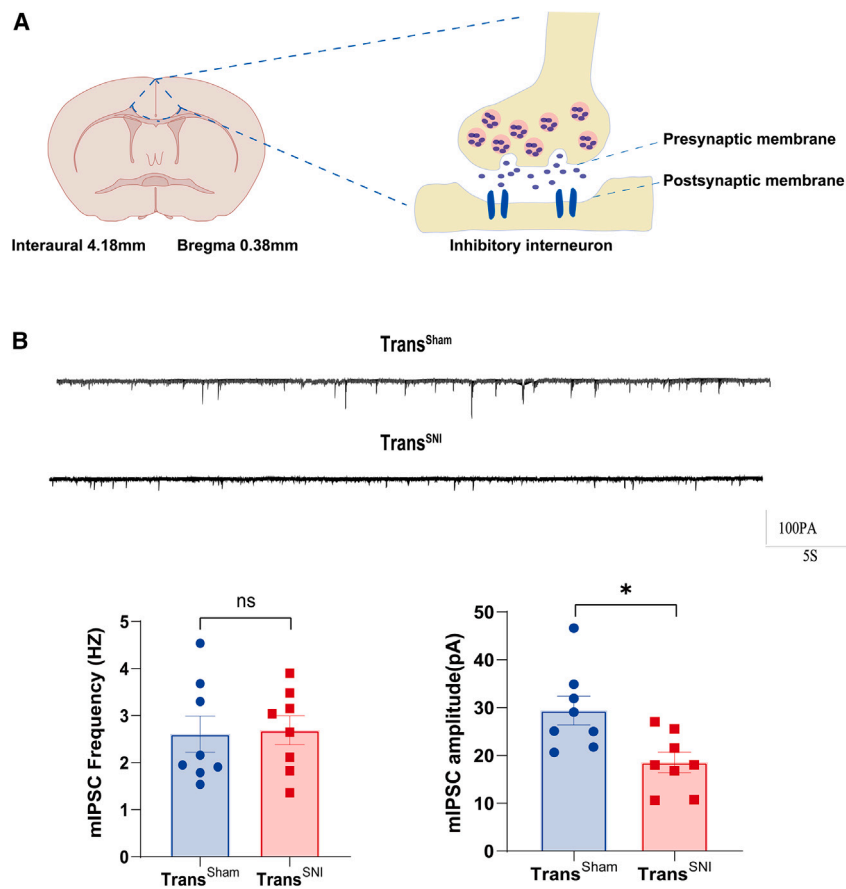 A
Presynaptic membrane
Postsynaptic membrane
Interaural 4.18mm Bregma 0.38mm
Inhibitory interneuron
B
TransSham
TransSNI
100PA
5S
ns
5
4
3
2
1
0
mIPSC Frequency (HZ)
TransSham TransSNI
*
50
40
30
20
10
0
mIPSC amplitude(pA)
TransSham TransSNI